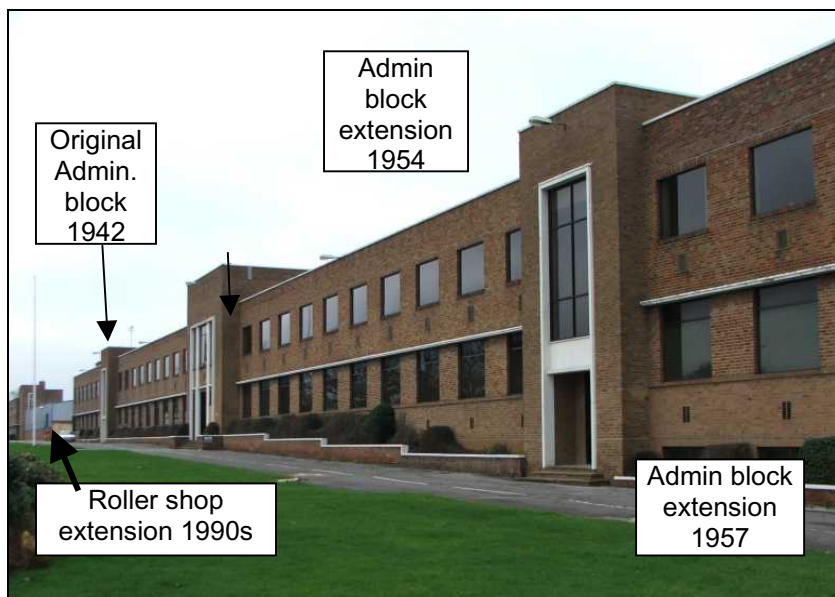 Admin
block
extension
1954
Original
Admin.
block
1942
Roller shop
extension 1990s
Admin block
extension
1957